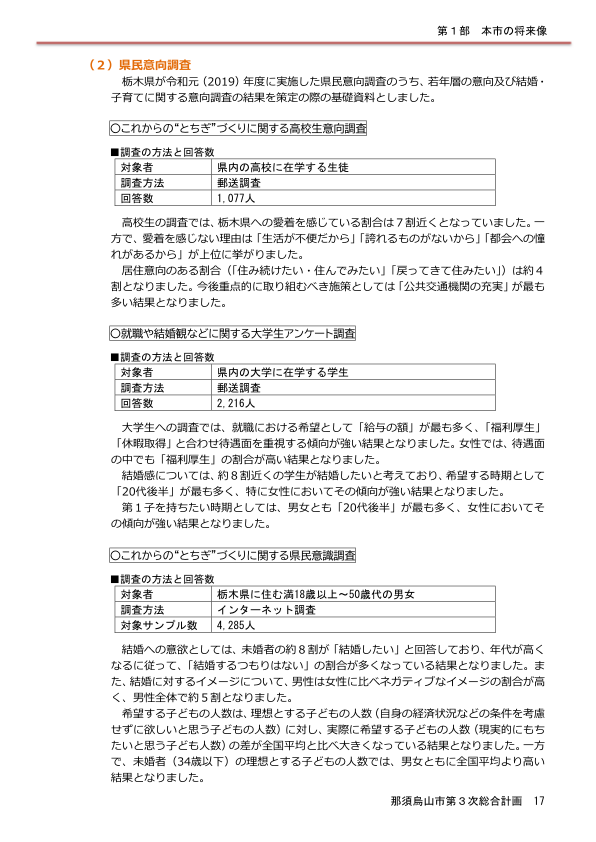 第１部　本市の将来像
（２）県民意向調査
栃木県が令和元（2019）年度に実施した県民意向調査のうち、若年層の意向及び結婚・
子育てに関する意向調査の結果を策定の際の基礎資料としました。
〇これからの“とちぎ”づくりに関する高校生意向調査
■調査の方法と回答数
対象者　県内の高校に在学する生徒
調査方法　郵送調査
回答数　1,077人
高校生の調査では、栃木県への愛着を感じている割合は７割近くとなっていました。一
方で、愛着を感じない理由は「生活が不便だから」「誇れるものがないから」「都会への憧
れがあるから」が上位に挙がりました。
居住意向のある割合（「住み続けたい・住んでみたい」「戻ってきて住みたい」）は約４
割となりました。今後重点的に取り組むべき施策としては「公共交通機関の充実」が最も
多い結果となりました。
〇就職や結婚観などに関する大学生アンケート調査
■調査の方法と回答数
対象者　県内の大学に在学する学生
調査方法　郵送調査
回答数　2,216人
大学生への調査では、就職における希望として「給与の額」が最も多く、「福利厚生」
「休暇取得」と合わせ待遇面を重視する傾向が強い結果となりました。女性では、待遇面
の中でも「福利厚生」の割合が高い結果となりました。
結婚感については、約８割近くの学生が結婚したいと考えており、希望する時期として
「20代後半」が最も多く、特に女性においてその傾向が強い結果となりました。
第１子を持ちたい時期としては、男女とも「20代後半」が最も多く、女性においてそ
の傾向が強い結果となりました。
〇これからの“とちぎ”づくりに関する県民意識調査
■調査の方法と回答数
対象者　栃木県に住む満18歳以上～50歳代の男女
調査方法　インターネット調査
対象サンプル数　4,285人
結婚への意欲としては、未婚者の約８割が「結婚したい」と回答しており、年代が高く
なるに従って、「結婚するつもりはない」の割合が多くなっている結果となりました。ま
た、結婚に対するイメージについて、男性は女性に比べネガティブなイメージの割合が高
く、男性全体で約５割となりました。
希望する子どもの人数は、理想とする子どもの人数（自身の経済状況などの条件を考慮
せずに欲しいと思う子どもの人数）に対し、実際に希望する子どもの人数（現実的にもち
たいと思う子ども人数）の差が全国平均と比べ大きくなっている結果となりました。一方
で、未婚者（34歳以下）の理想とする子どもの人数では、男女ともに全国平均より高い
結果となりました。
那須烏山市第３次総合計画　17